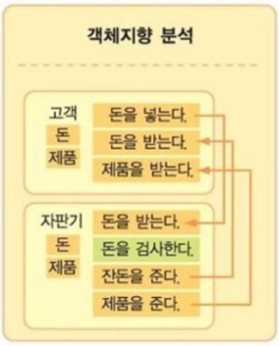 객체지향 분석
고객
돈
제품
돈을 넣는다.
돈을 받는다.
제품을 받는다.
자판기
돈
제품
돈을 받는다.
돈을 검사한다.
잔돈을 준다.
제품을 준다.